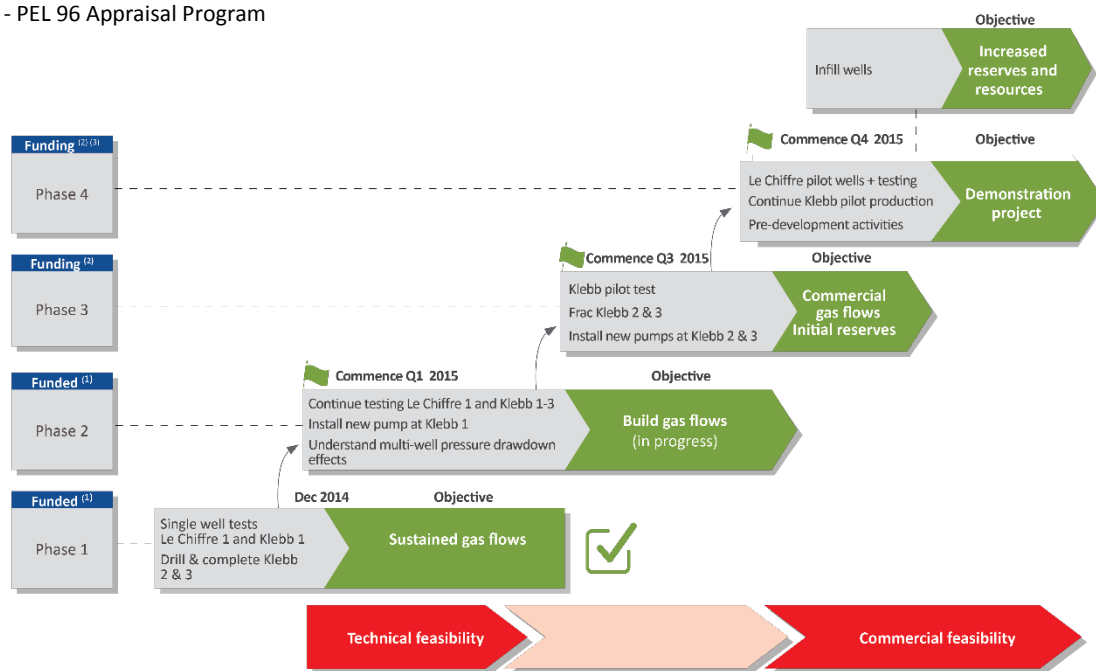 - PEL 96 Appraisal Program
Objective
Infill wells
Increased
reserves and
resources
Funding (2) (3)
Phase 4
Commence Q4 2015
Objective
Le Chiffre pilot wells + testing
Continue Klebb pilot production
Pre-development activities
Demonstration
project
Funding (2)
Phase 3
Commence Q3 2015
Objective
Klebb pilot test
Frac Klebb 2 & 3
Install new pumps at Klebb 2 & 3
Commercial
gas flows
Initial reserves
Funded (1)
Phase 2
Commence Q1 2015
Objective
Continue testing Le Chiffre 1 and Klebb 1-3
Install new pump at Klebb 1
Understand multi-well pressure drawdown
effects
Build gas flows
(in progress)
Funded (1)
Phase 1
Dec 2014
Objective
Single well tests
Le Chiffre 1 and Klebb 1
Drill & complete Klebb
2 & 3
Sustained gas flows
Technical feasibility
Commercial feasibility